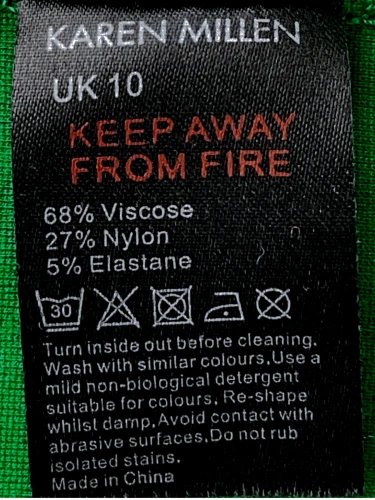 KAREN MILLEN
UK 10
KEEP AWAY
FROM FIRE
68% Viscose
27% Nylon
5% Elastane
30
Turn inside out before cleaning.
Wash with similar colours.Use a
mild non-biological detergent
suitable for colours. Re-shape
whilst damp.Avoid contact with
abrasive surfaces.Do not rub
isolated stains.
Made in China